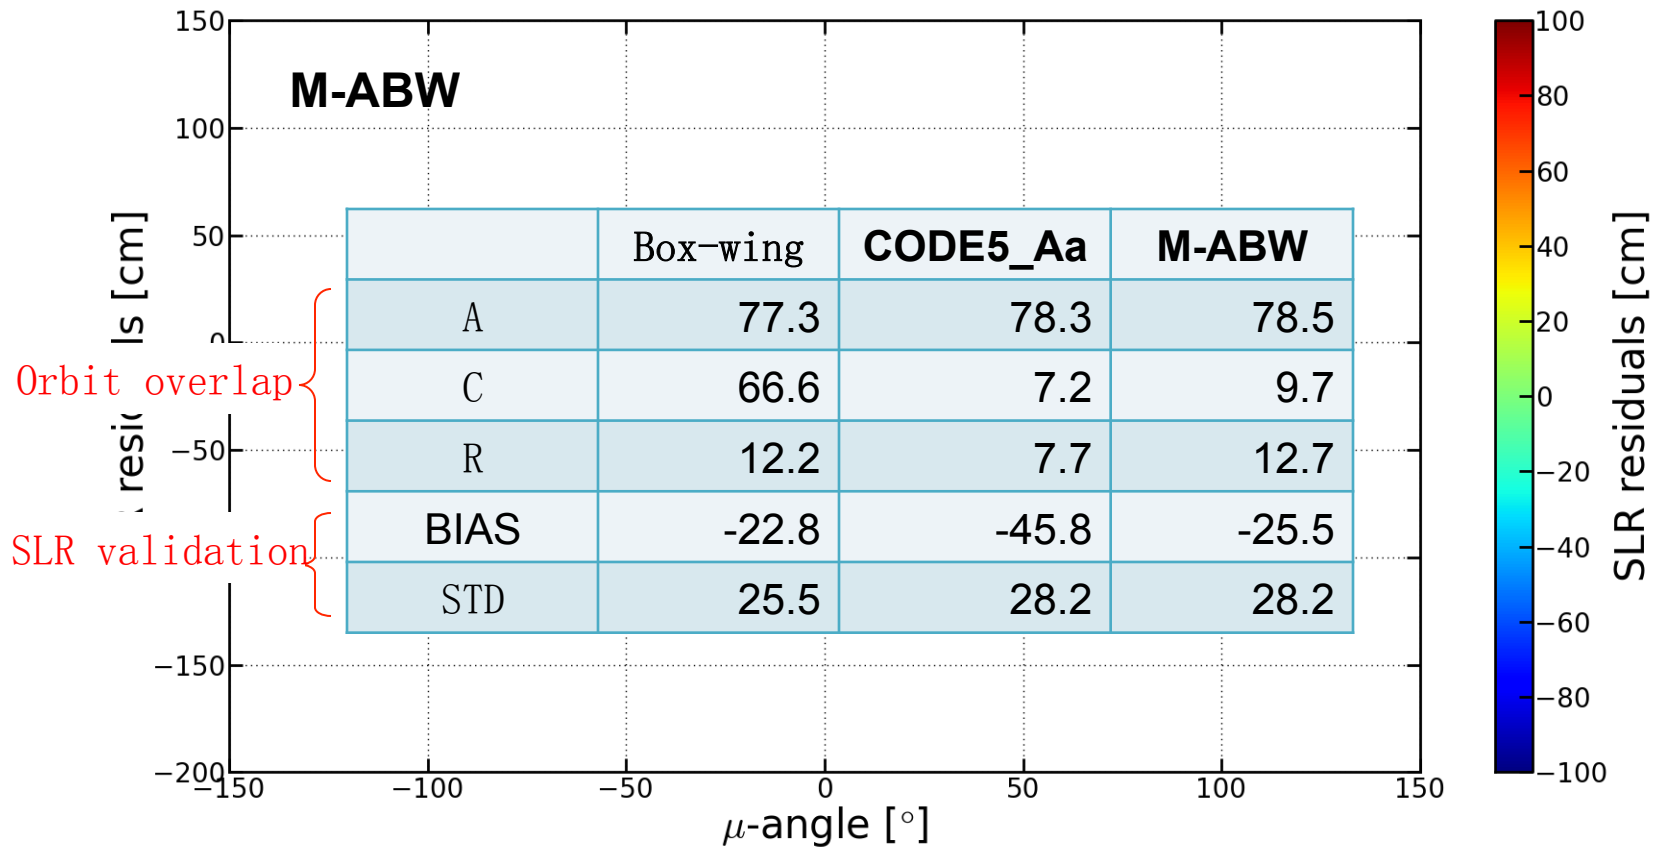 M-ABW
150
100
50
0
−50
−150
−200
ls [cm]
resi
Box-wing CODE5_Aa M-ABW
A 77.3 78.3 78.5
C 66.6 7.2 9.7
R 12.2 7.7 12.7
BIAS -22.8 -45.8 -25.5
STD 25.5 28.2 28.2
Orbit overlap
SLR validation
−150 −100 −50 0 50 100 150
μ-angle [°]
100
80
60
40
20
0
−20
−40
−60
−80
−100
SLR residuals [cm]